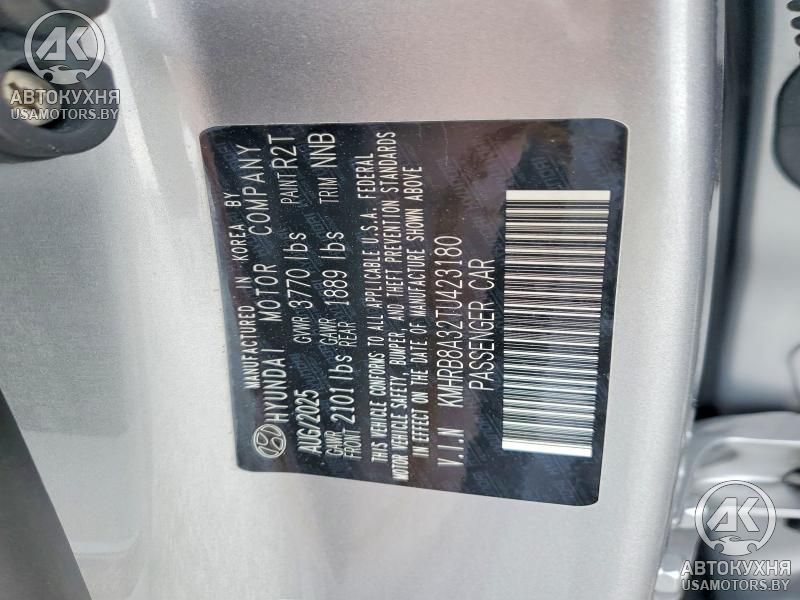 АВТОКУХНЯ
USAMOTORS.BY
MANUFACTURED IN KOREA BY
HYUNDAI MOTOR COMPANY
AUG/2025 GVWR 3770 lbs PAINT R2T
GAWR FRONT 2101 lbs GAWR REAR 1889 lbs TRIM NNB
THIS VEHICLE CONFORMS TO ALL APPLICABLE U.S.A. FEDERAL
MOTOR VEHICLE SAFETY, BUMPER, AND THEFT PREVENTION STANDARDS
IN EFFECT ON THE DATE OF MANUFACTURE SHOWN ABOVE
V.I.N KMHRB8A32TU423180
PASSENGER CAR
АВТОКУХНЯ
USAMOTORS.BY